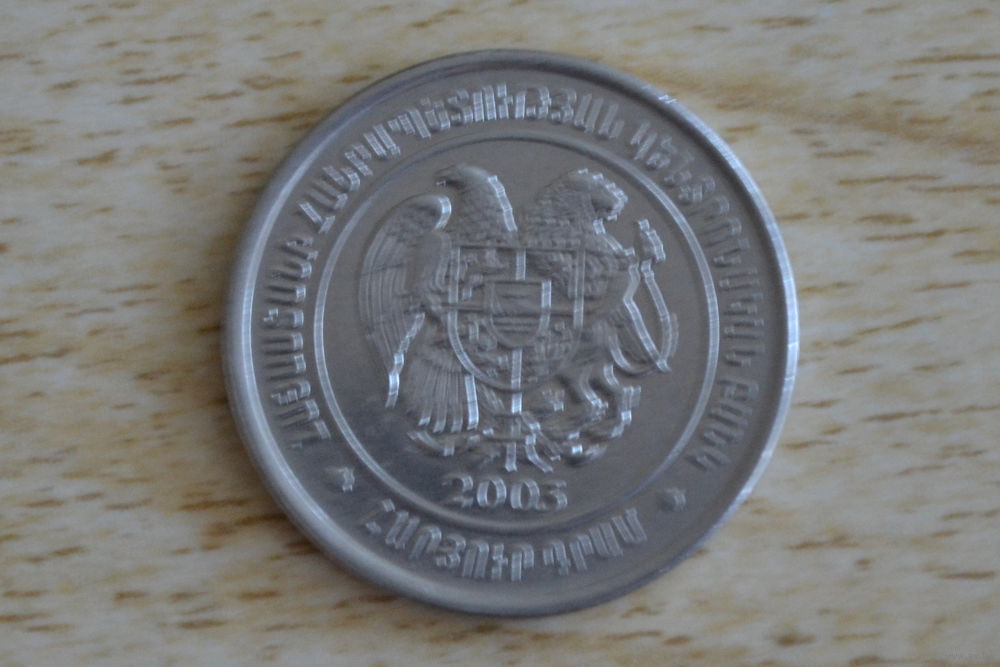 ՀԱՅԱՍՏԱՆԻ ՀԱՆՐԱՊԵՏՈՒԹՅԱՆ ԿԵՆՏՐՈՆԱԿԱՆ ԲԱՆԿ
2003
ՀԱՐՅՈՒՐ ԴՐԱՄ